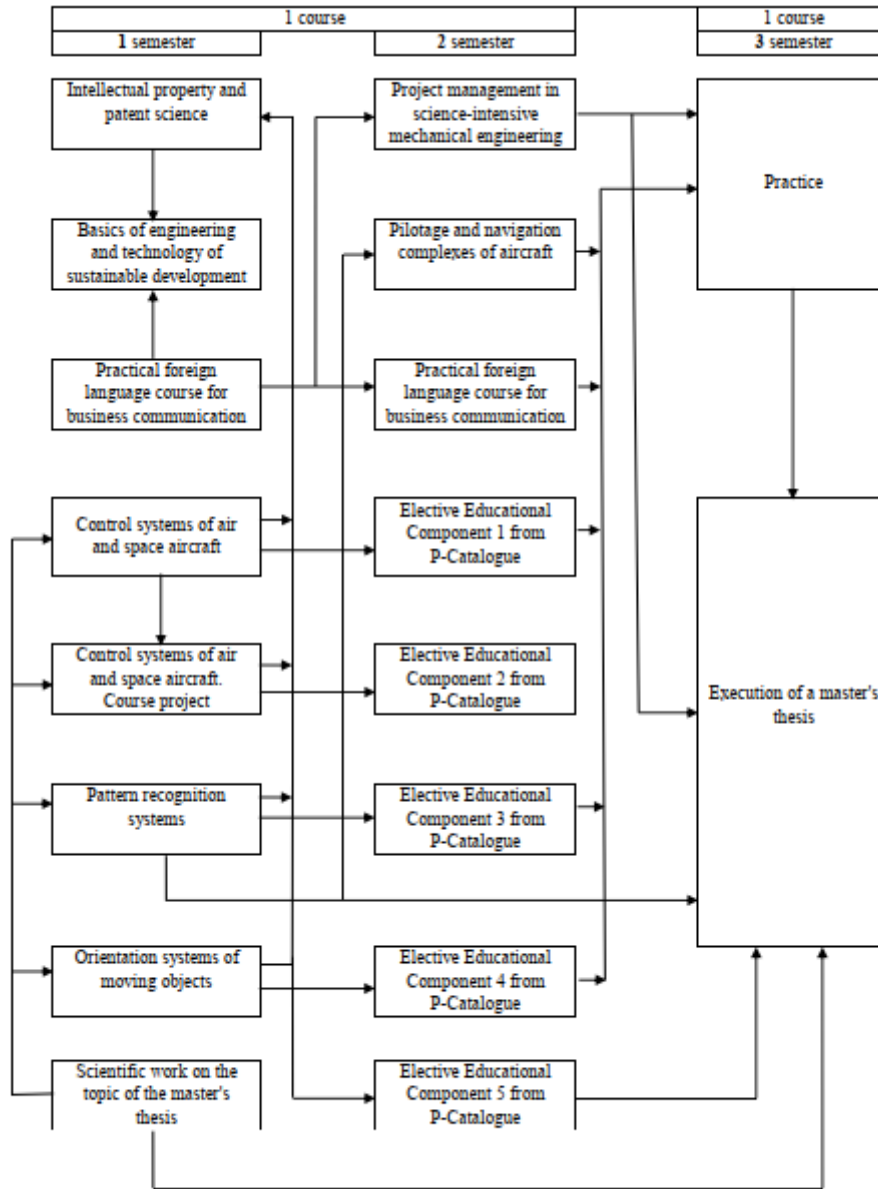 1 course
1 course
1 semester
2 semester
3 semester
Intellectual property and
patent science
Project management in
science-intensive
mechanical engineering
Practice
Basics of engineering
and technology of
sustainable development
Pilotage and navigation
complexes of aircraft
Practical foreign
language course for
business communication
Practical foreign
language course for
business communication
Control systems of air
and space aircraft
Elective Educational
Component 1 from
P-Catalogue
Control systems of air
and space aircraft.
Course project
Elective Educational
Component 2 from
P-Catalogue
Execution of a master's
thesis
Pattern recognition
systems
Elective Educational
Component 3 from
P-Catalogue
Orientation systems of
moving objects
Elective Educational
Component 4 from
P-Catalogue
Scientific work on the
topic of the master's
thesis
Elective Educational
Component 5 from
P-Catalogue